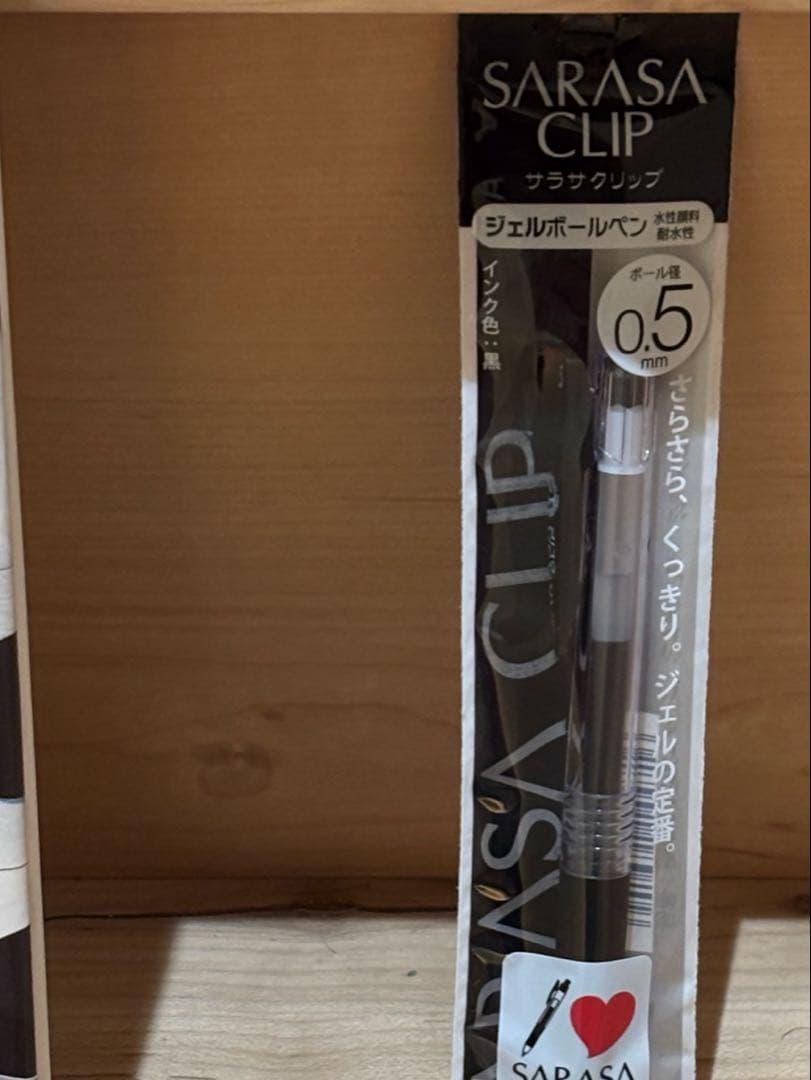 SARASA
CLIP
サラサクリップ
ジェルボールペン
水性顔料
耐水性
ボール径
0.5
mm
インク色：黒
さらさら、くっきり。ジェルの定番。
SARASA CLIP
SARASA